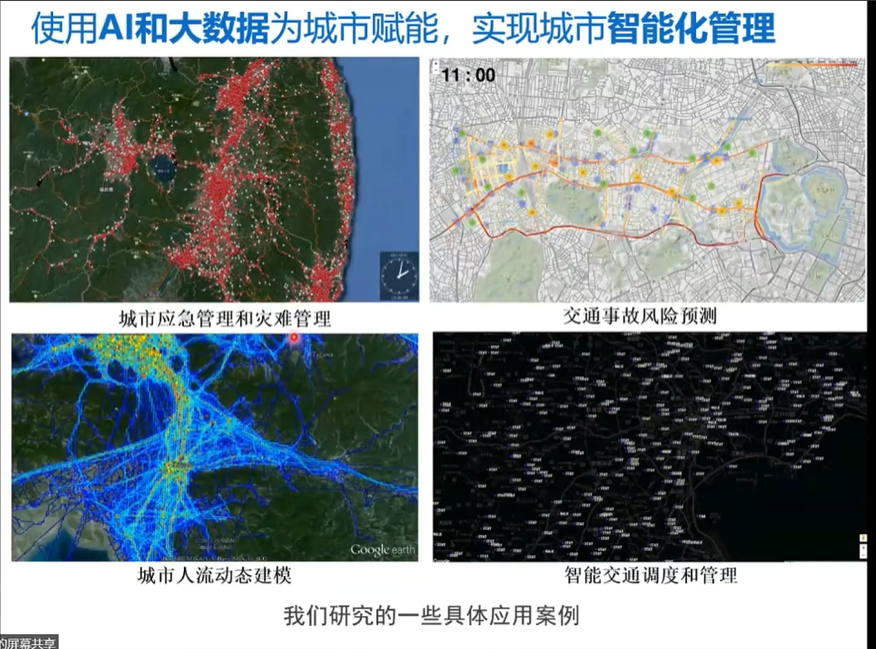 使用AI和大数据为城市赋能，实现城市智能化管理
11:00
城市应急管理和灾难管理
交通事故风险预测
Google earth
城市人流动态建模
智能交通调度和管理
我们研究的一些具体应用案例
的屏幕共享